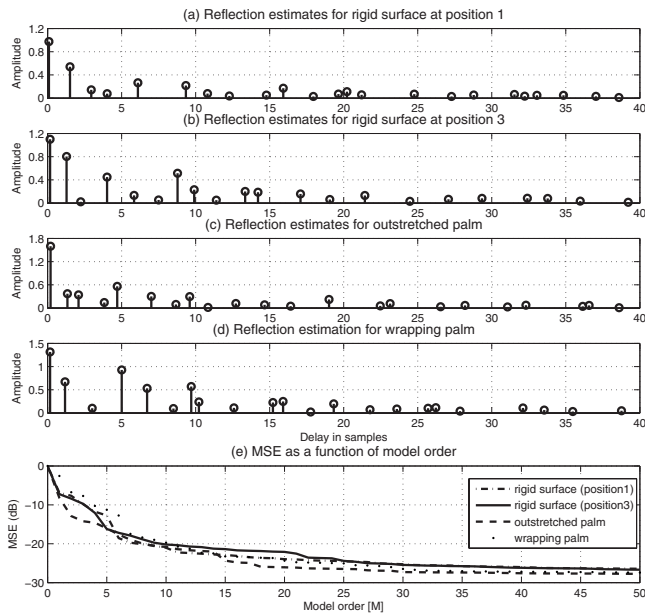 (a) Reflection estimates for rigid surface at position 1
Amplitude
1.2
0.8
0.4
0
0 5 10 15 20 25 30 35 40
(b) Reflection estimates for rigid surface at position 3
Amplitude
1.2
0.8
0.4
0
0 5 10 15 20 25 30 35 40
(c) Reflection estimates for outstretched palm
Amplitude
1.8
1.2
0.6
0
0 5 10 15 20 25 30 35 40
(d) Reflection estimation for wrapping palm
Amplitude
1.5
1
0.5
0
0 5 10 15 20 25 30 35 40
Delay in samples
(e) MSE as a function of model order
MSE (dB)
0
−10
−20
−30
rigid surface (position1)
rigid surface (position3)
outstretched palm
wrapping palm
0 5 10 15 20 25 30 35 40 45 50
Model order [M]